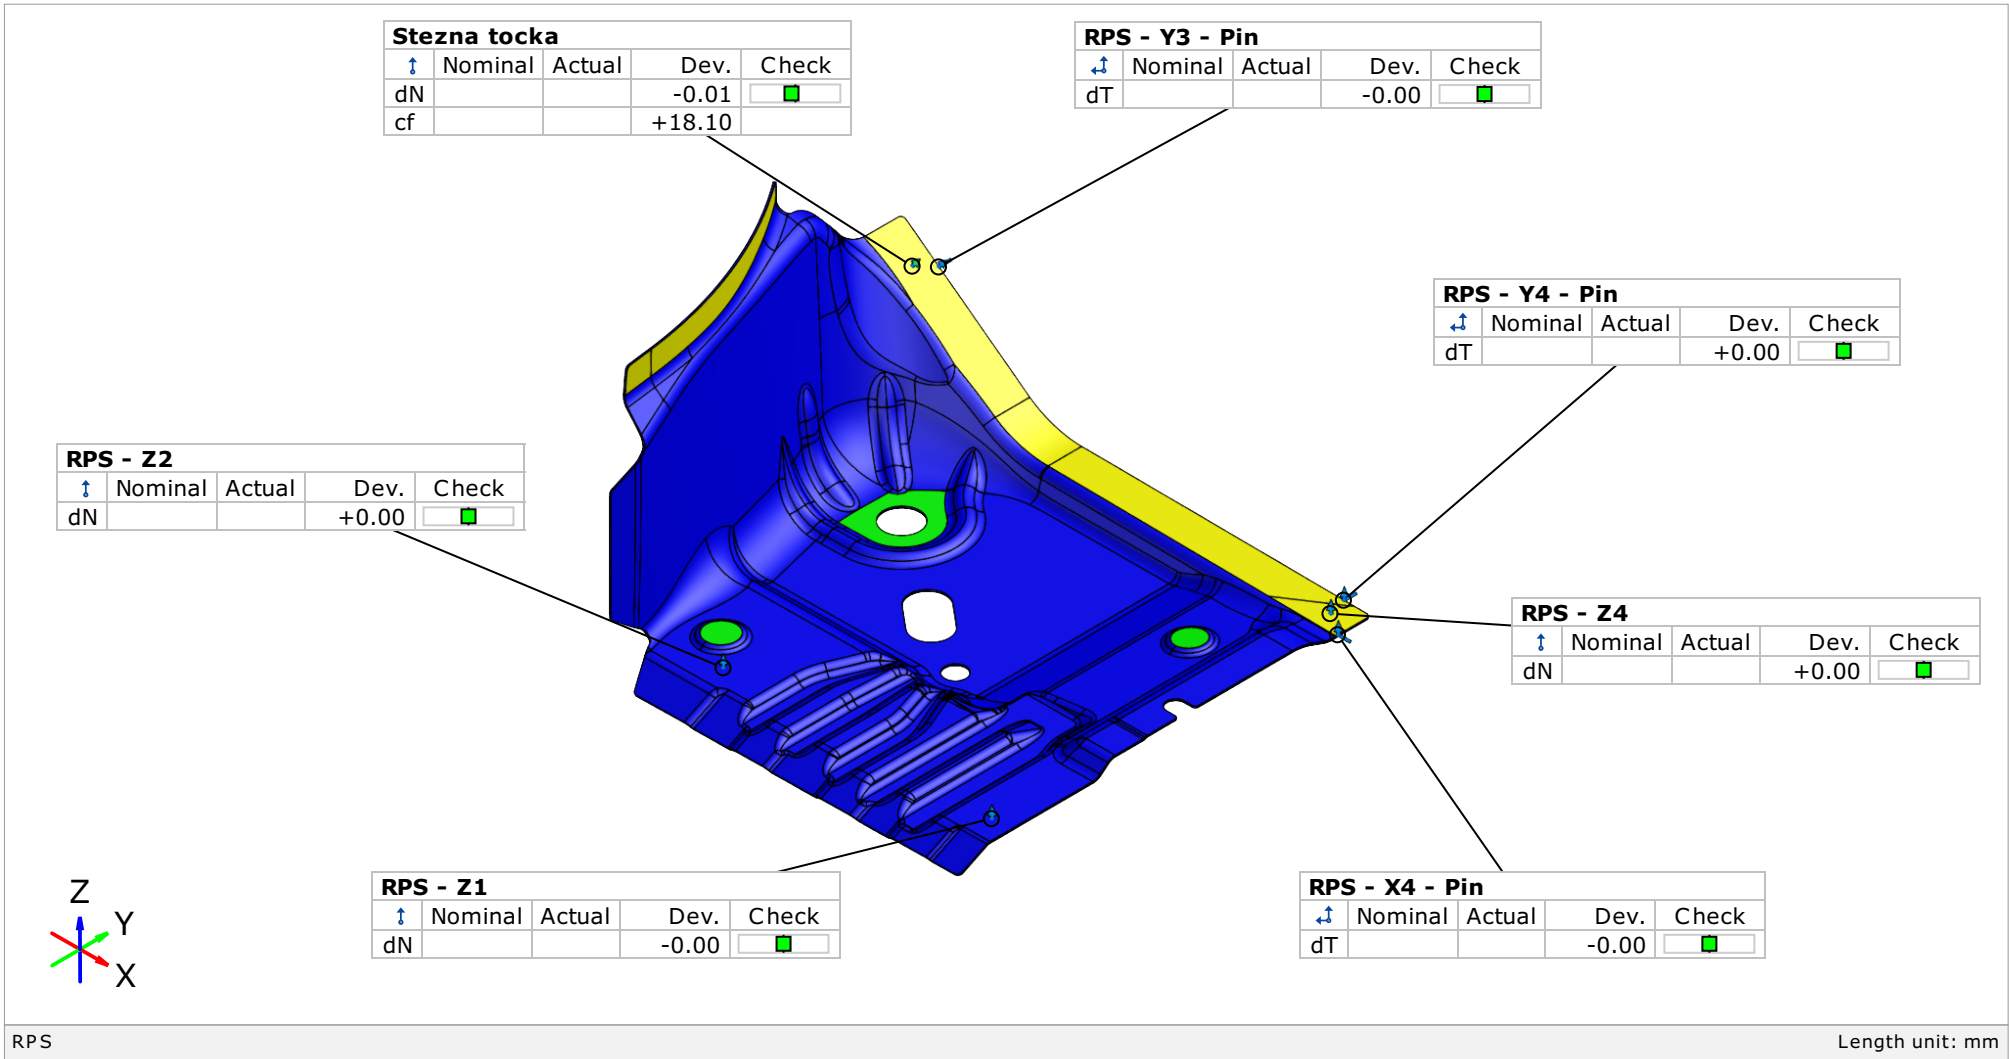 Stezna tocka
Nominal Actual Dev. Check
dN -0.01
cf +18.10
RPS - Y3 - Pin
Nominal Actual Dev. Check
dT -0.00
RPS - Y4 - Pin
Nominal Actual Dev. Check
dT +0.00
RPS - Z2
Nominal Actual Dev. Check
dN +0.00
RPS - Z4
Nominal Actual Dev. Check
dN +0.00
RPS - Z1
Nominal Actual Dev. Check
dN -0.00
RPS - X4 - Pin
Nominal Actual Dev. Check
dT -0.00
Z
Y
X
RPS
Length unit: mm